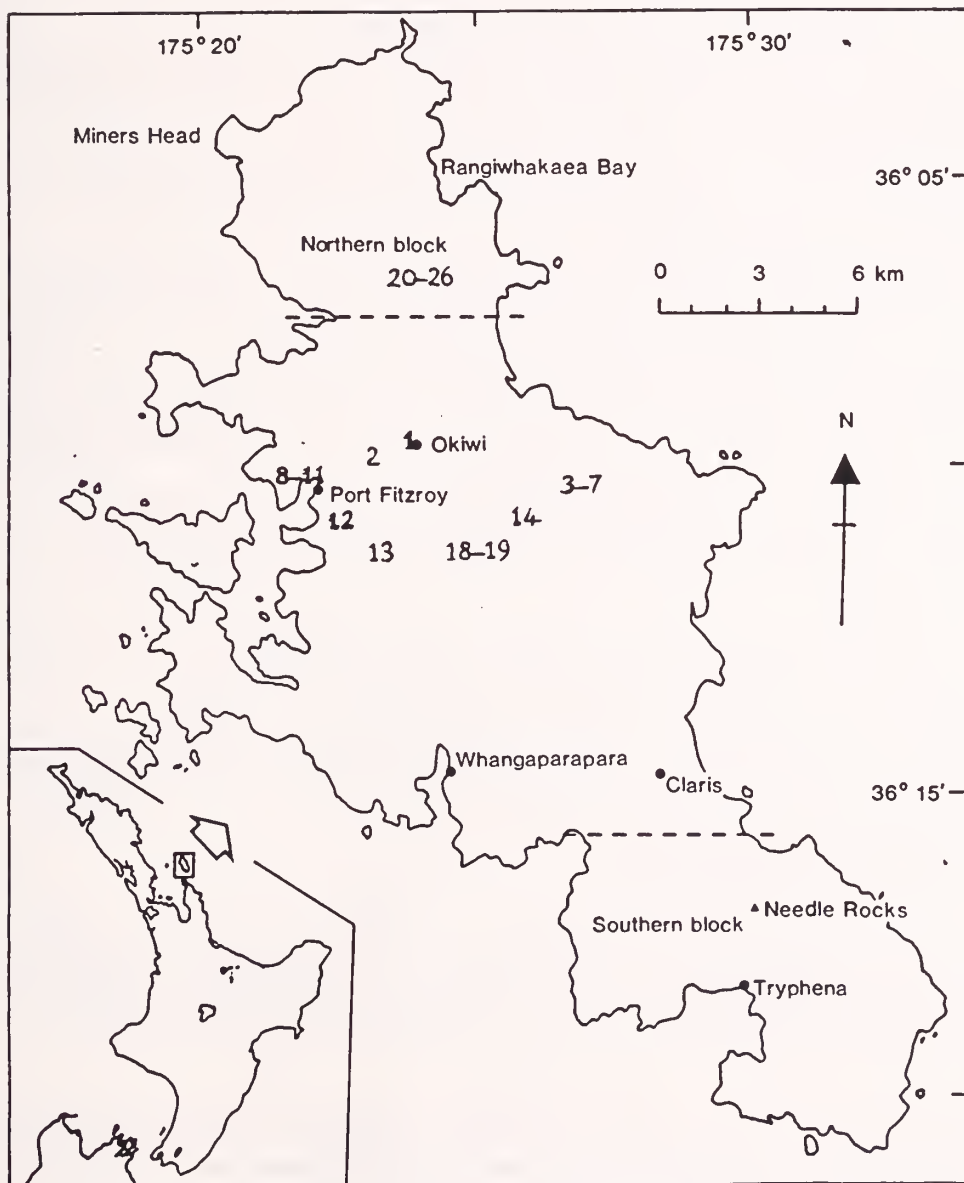 175° 20'
175° 30'
Miners Head
Rangiwhakaea Bay
36° 05'
Northern block
20–26
0 3 6 km
N
1 Okiwi
2
8–11
3–7
Port Fitzroy
12
14
13
18–19
Whangaparapara
Claris
36° 15'
Southern block
Needle Rocks
Tryphena